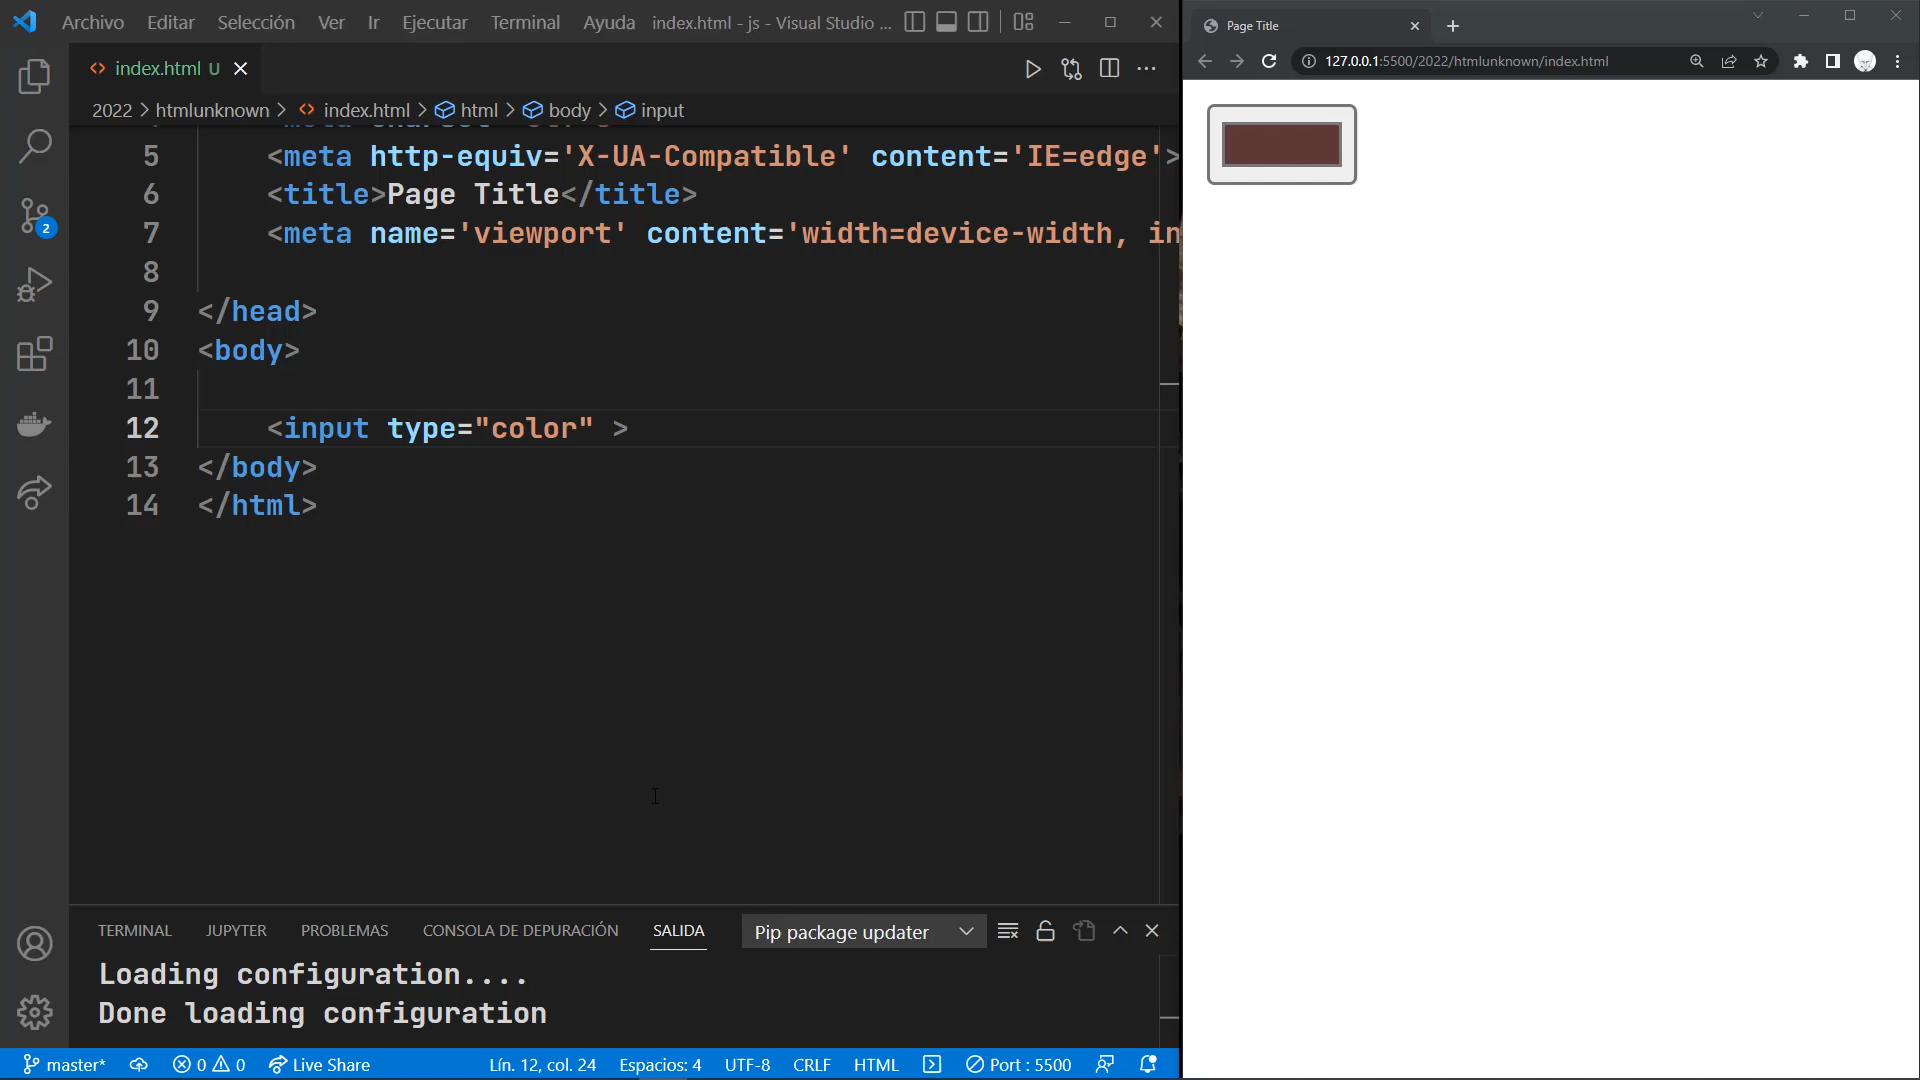 Archivo Editar Selección Ver Ir Ejecutar Terminal Ayuda index.html - js - Visual Studio ...
index.html U
2022 > htmlunknown > index.html > html > body > input
5 <meta http-equiv='X-UA-Compatible' content='IE=edge'>
6 <title>Page Title</title>
7 <meta name='viewport' content='width=device-width, in
8
9 </head>
10 <body>
11
12 <input type="color" >
13 </body>
14 </html>
TERMINAL JUPYTER PROBLEMAS CONSOLA DE DEPURACIÓN SALIDA Pip package updater
Loading configuration....
Done loading configuration
master* 0 0 Live Share Lín. 12, col. 24 Espacios: 4 UTF-8 CRLF HTML Port : 5500
2
Page Title
127.0.0.1:5500/2022/htmlunknown/index.html